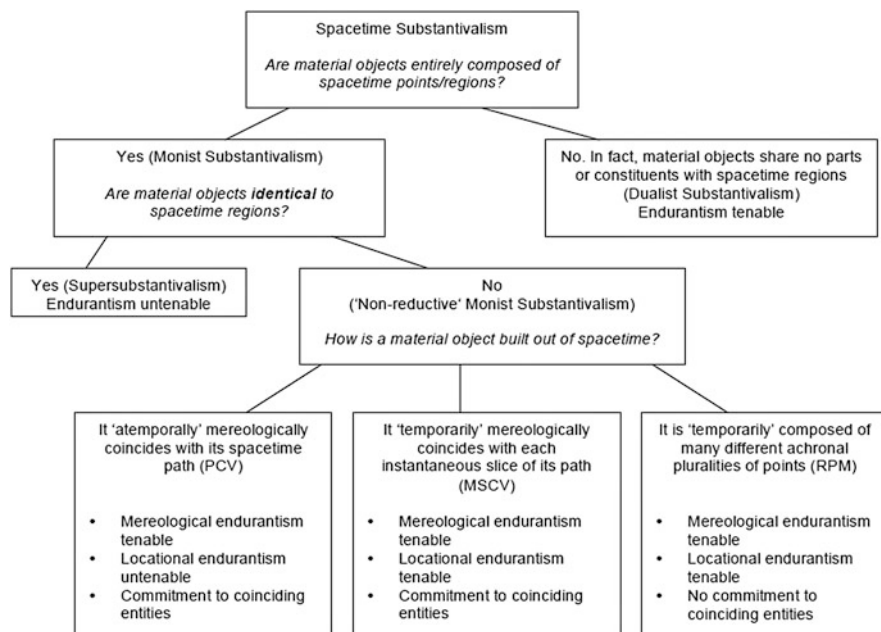 Spacetime Substantivalism
Are material objects entirely composed of
spacetime points/regions?
Yes (Monist Substantivalism)
Are material objects identical to
spacetime regions?
No. In fact, material objects share no parts
or constituents with spacetime regions
(Dualist Substantivalism)
Endurantism tenable
Yes (Supersubstantivalism)
Endurantism untenable
No
(‘Non-reductive‘ Monist Substantivalism)
How is a material object built out of spacetime?
It ‘atemporally’ mereologically
coincides with its spacetime
path (PCV)
• Mereological endurantism
tenable
• Locational endurantism
untenable
• Commitment to coinciding
entities
It ‘temporarily’ mereologically
coincides with each
instantaneous slice of its path
(MSCV)
• Mereological endurantism
tenable
• Locational endurantism
tenable
• Commitment to coinciding
entities
It is ‘temporarily’ composed of
many different achronal
pluralities of points (RPM)
• Mereological endurantism
tenable
• Locational endurantism
tenable
• No commitment to
coinciding entities